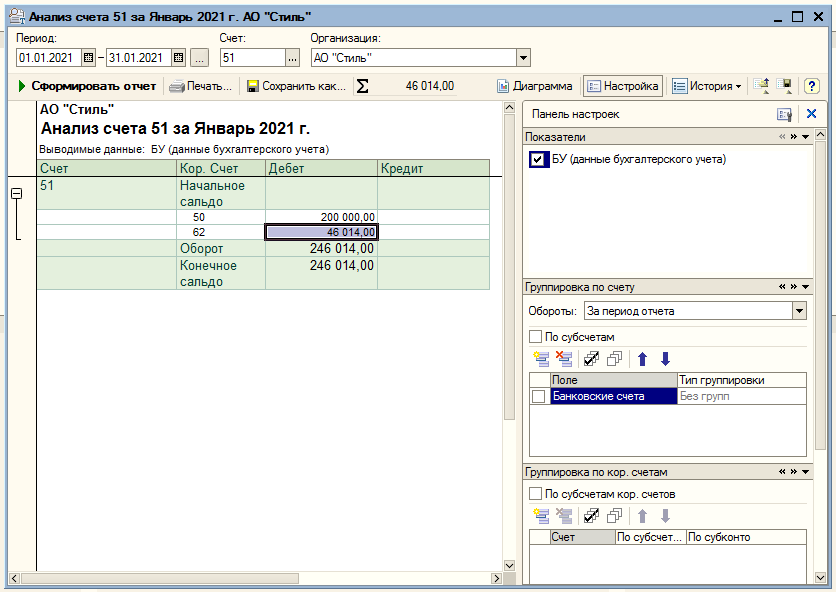 Анализ счета 51 за Январь 2021 г. АО "Стиль"
Период: Счет: Организация:
01.01.2021 – 31.01.2021 ... 51 ... АО "Стиль"
Сформировать отчет Печать... Сохранить как... Σ 46 014,00 Диаграмма Настройка История ?
АО "Стиль"
Анализ счета 51 за Январь 2021 г.
Выводимые данные: БУ (данные бухгалтерского учета)
Счет Кор. Счет Дебет Кредит
51 Начальное
сальдо
50 200 000,00
62 46 014,00
Оборот 246 014,00
Конечное 246 014,00
сальдо
Панель настроек
Показатели
БУ (данные бухгалтерского учета)
Группировка по счету
Обороты: За период отчета
По субсчетам
Поле Тип группировки
Банковские счета Без групп
Группировка по кор. счетам
По субсчетам кор. счетов
Счет По субсчет... По субконто